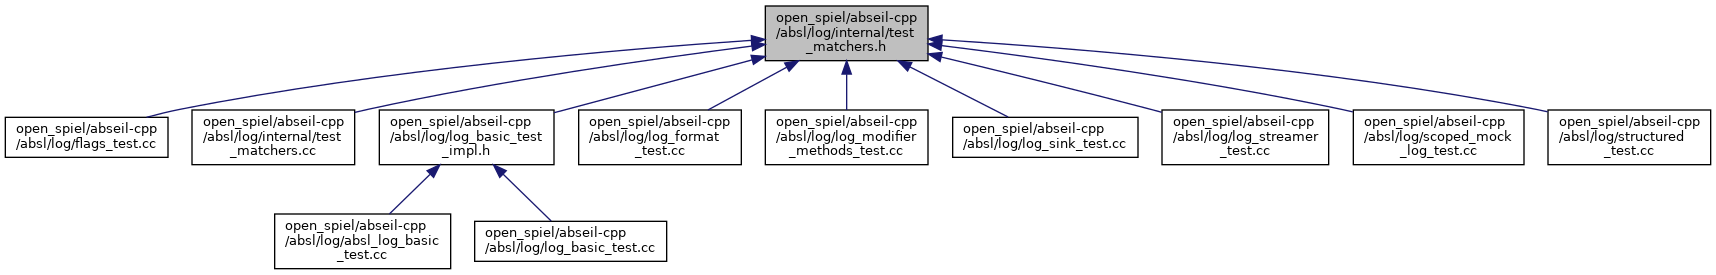 open_spiel/abseil-cpp
/absl/log/internal/test
_matchers.h
open_spiel/abseil-cpp
/absl/log/flags_test.cc
open_spiel/abseil-cpp
/absl/log/internal/test
_matchers.cc
open_spiel/abseil-cpp
/absl/log/log_basic_test
_impl.h
open_spiel/abseil-cpp
/absl/log/log_format
_test.cc
open_spiel/abseil-cpp
/absl/log/log_modifier
_methods_test.cc
open_spiel/abseil-cpp
/absl/log/log_sink_test.cc
open_spiel/abseil-cpp
/absl/log/log_streamer
_test.cc
open_spiel/abseil-cpp
/absl/log/scoped_mock
_log_test.cc
open_spiel/abseil-cpp
/absl/log/structured
_test.cc
open_spiel/abseil-cpp
/absl/log/absl_log_basic
_test.cc
open_spiel/abseil-cpp
/absl/log/log_basic_test.cc